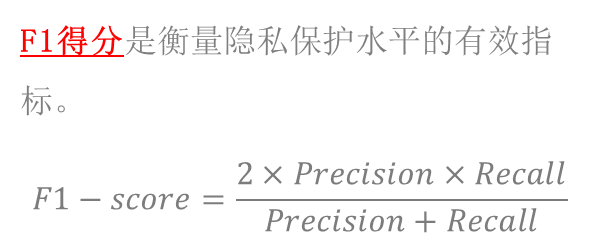 F1得分是衡量隐私保护水平的有效指
标。
F1 − score = \frac{2 × Precision × Recall}{Precision + Recall}